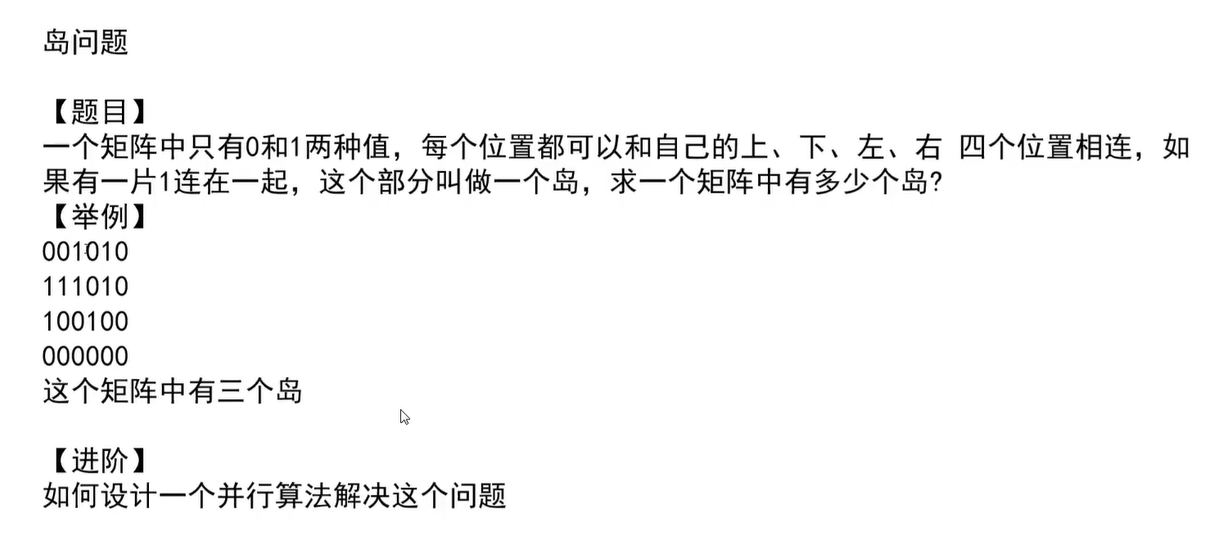 岛问题
【题目】
一个矩阵中只有0和1两种值，每个位置都可以和自己的上、下、左、右 四个位置相连，如
果有一片1连在一起，这个部分叫做一个岛，求一个矩阵中有多少个岛?
【举例】
001010
111010
100100
000000
这个矩阵中有三个岛
【进阶】
如何设计一个并行算法解决这个问题